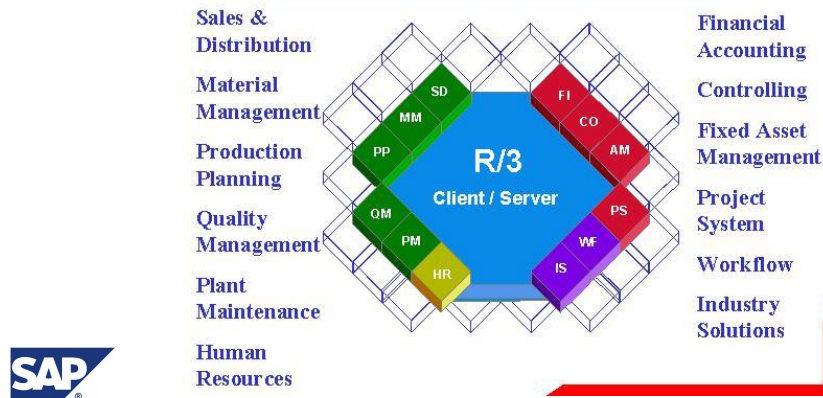 Sales &
Distribution
Material
Management
Production
Planning
Quality
Management
Plant
Maintenance
Human
Resources
SD
MM
PP
QM
PM
HR
R/3
Client / Server
FI
CO
AM
PS
WF
IS
Financial
Accounting
Controlling
Fixed Asset
Management
Project
System
Workflow
Industry
Solutions
SAP
®